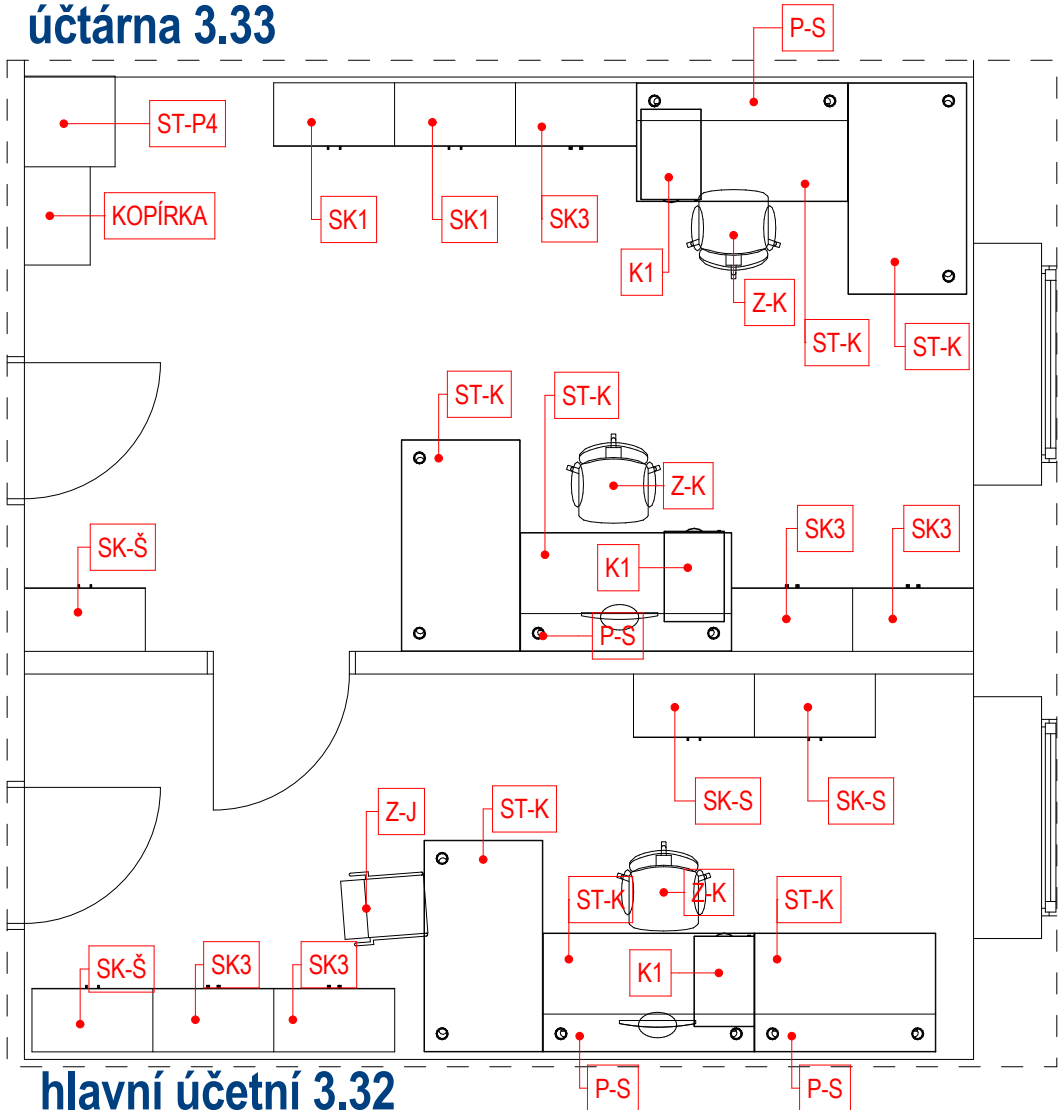 účtárna 3.33
P-S
ST-P4
KOPÍRKA
SK1
SK1
SK3
K1
Z-K
ST-K
ST-K
ST-K
ST-K
Z-K
SK-Š
K1
SK3
SK3
P-S
SK-S
SK-S
Z-J
ST-K
ST-K
Z-K
ST-K
SK-Š
SK3
SK3
K1
P-S
P-S
hlavní účetní 3.32